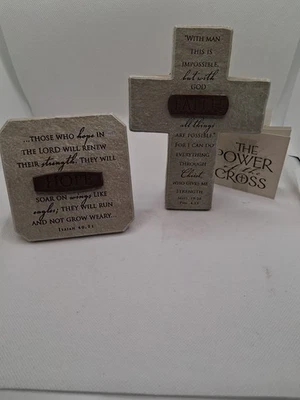 ...THOSE WHO hope IN
THE LORD WILL RENEW
THEIR strength. THEY WILL
HOPE
SOAR ON wings LIKE
eagles; THEY WILL RUN
AND NOT GROW WEARY.
Isaiah 40:31
"WITH MAN
THIS IS
IMPOSSIBLE,
but with
GOD
all things
ARE POSSIBLE."
FOR I CAN DO
EVERYTHING
THROUGH
Christ,
WHO GIVES ME
STRENGTH
THE
POWER
of the
CROSS